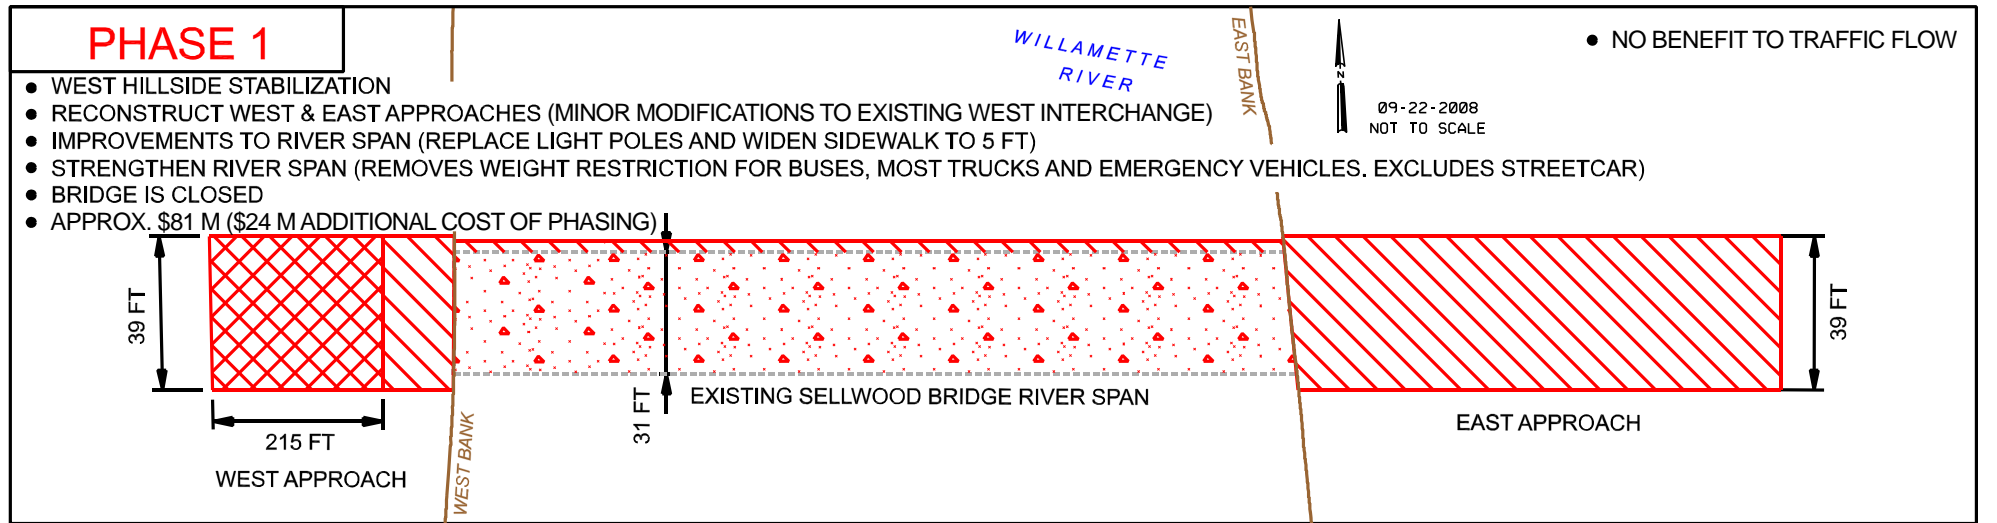 PHASE 1
WILLAMETTE
RIVER
EAST BANK
N
09-22-2008
NOT TO SCALE
● NO BENEFIT TO TRAFFIC FLOW
● WEST HILLSIDE STABILIZATION
● RECONSTRUCT WEST & EAST APPROACHES (MINOR MODIFICATIONS TO EXISTING WEST INTERCHANGE)
● IMPROVEMENTS TO RIVER SPAN (REPLACE LIGHT POLES AND WIDEN SIDEWALK TO 5 FT)
● STRENGTHEN RIVER SPAN (REMOVES WEIGHT RESTRICTION FOR BUSES, MOST TRUCKS AND EMERGENCY VEHICLES. EXCLUDES STREETCAR)
● BRIDGE IS CLOSED
● APPROX. $81 M ($24 M ADDITIONAL COST OF PHASING)
39 FT
215 FT
WEST APPROACH
WEST BANK
31 FT
EXISTING SELLWOOD BRIDGE RIVER SPAN
EAST APPROACH
39 FT